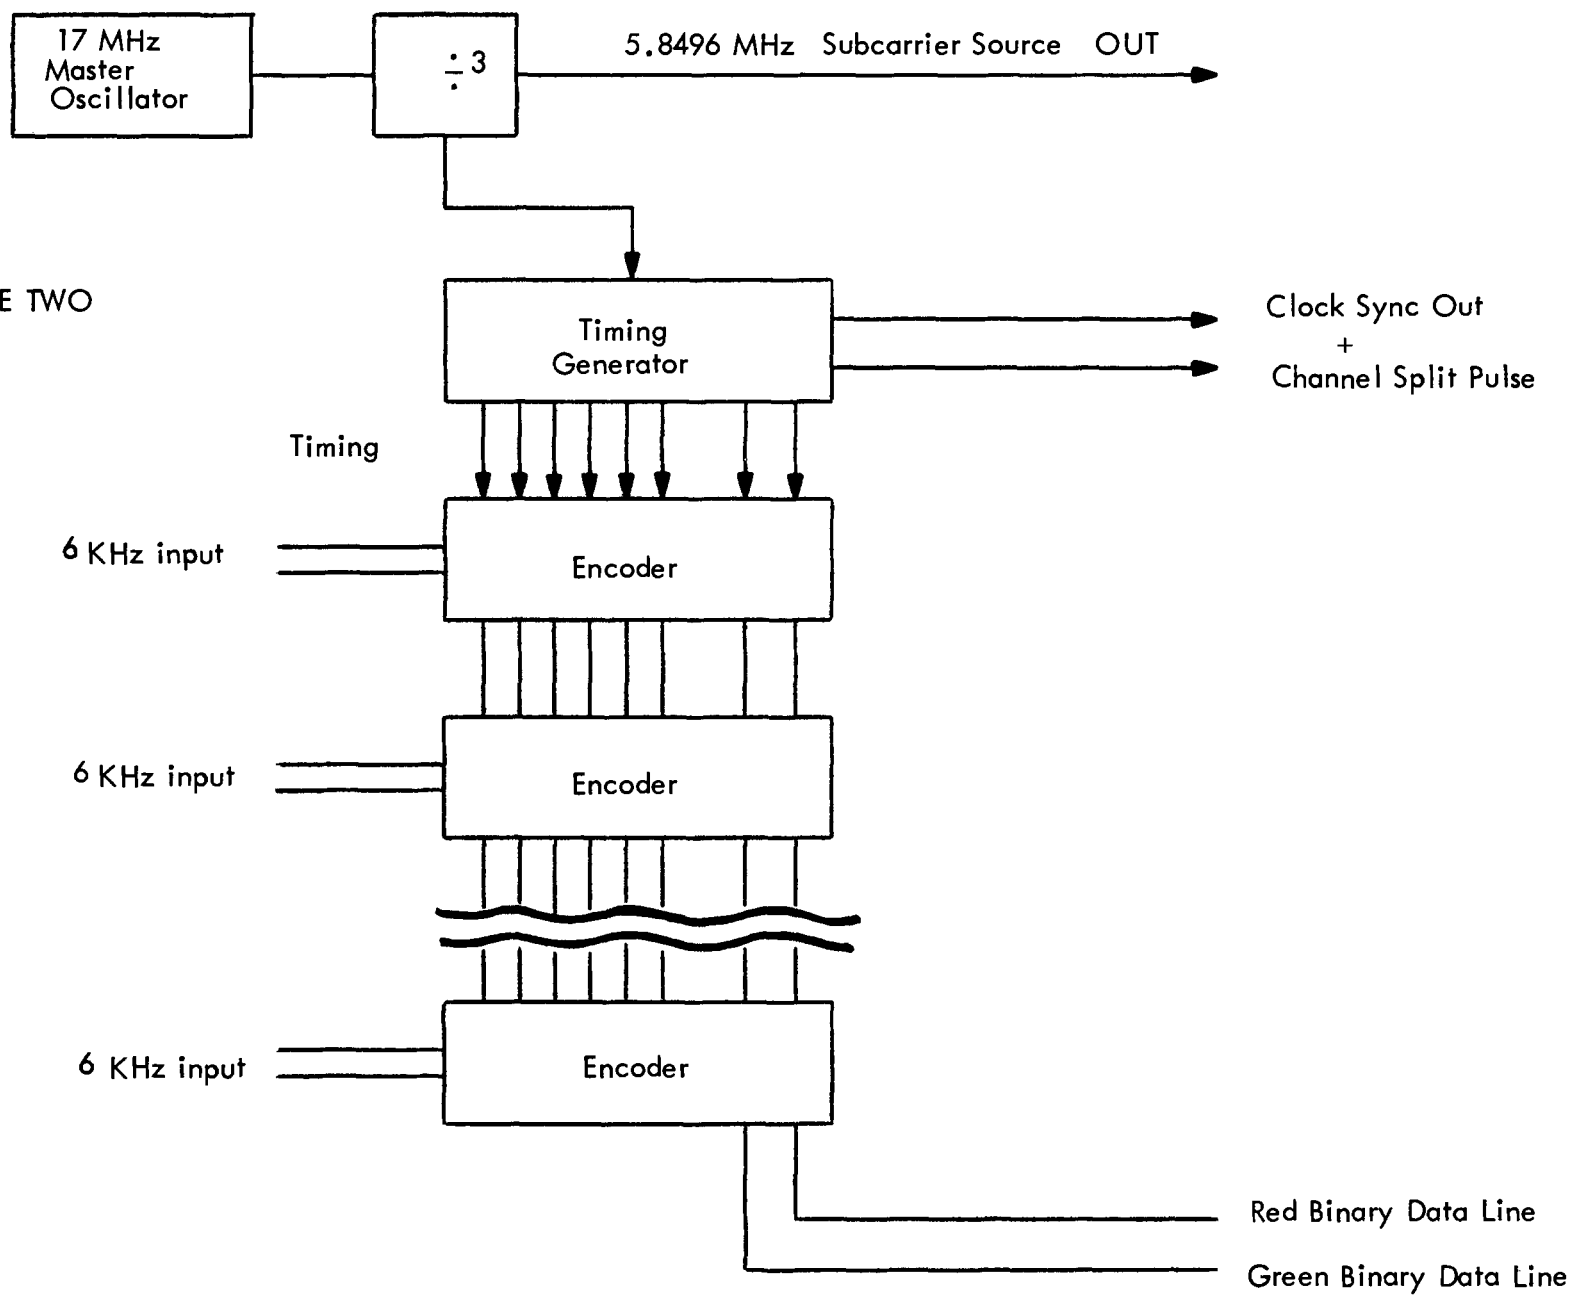 17 MHz
Master
Oscillator
÷3
5.8496 MHz Subcarrier Source OUT
E TWO
Timing
Generator
Clock Sync Out
+
Channel Split Pulse
Timing
6 KHz input
Encoder
6 KHz input
Encoder
6 KHz input
Encoder
Red Binary Data Line
Green Binary Data Line